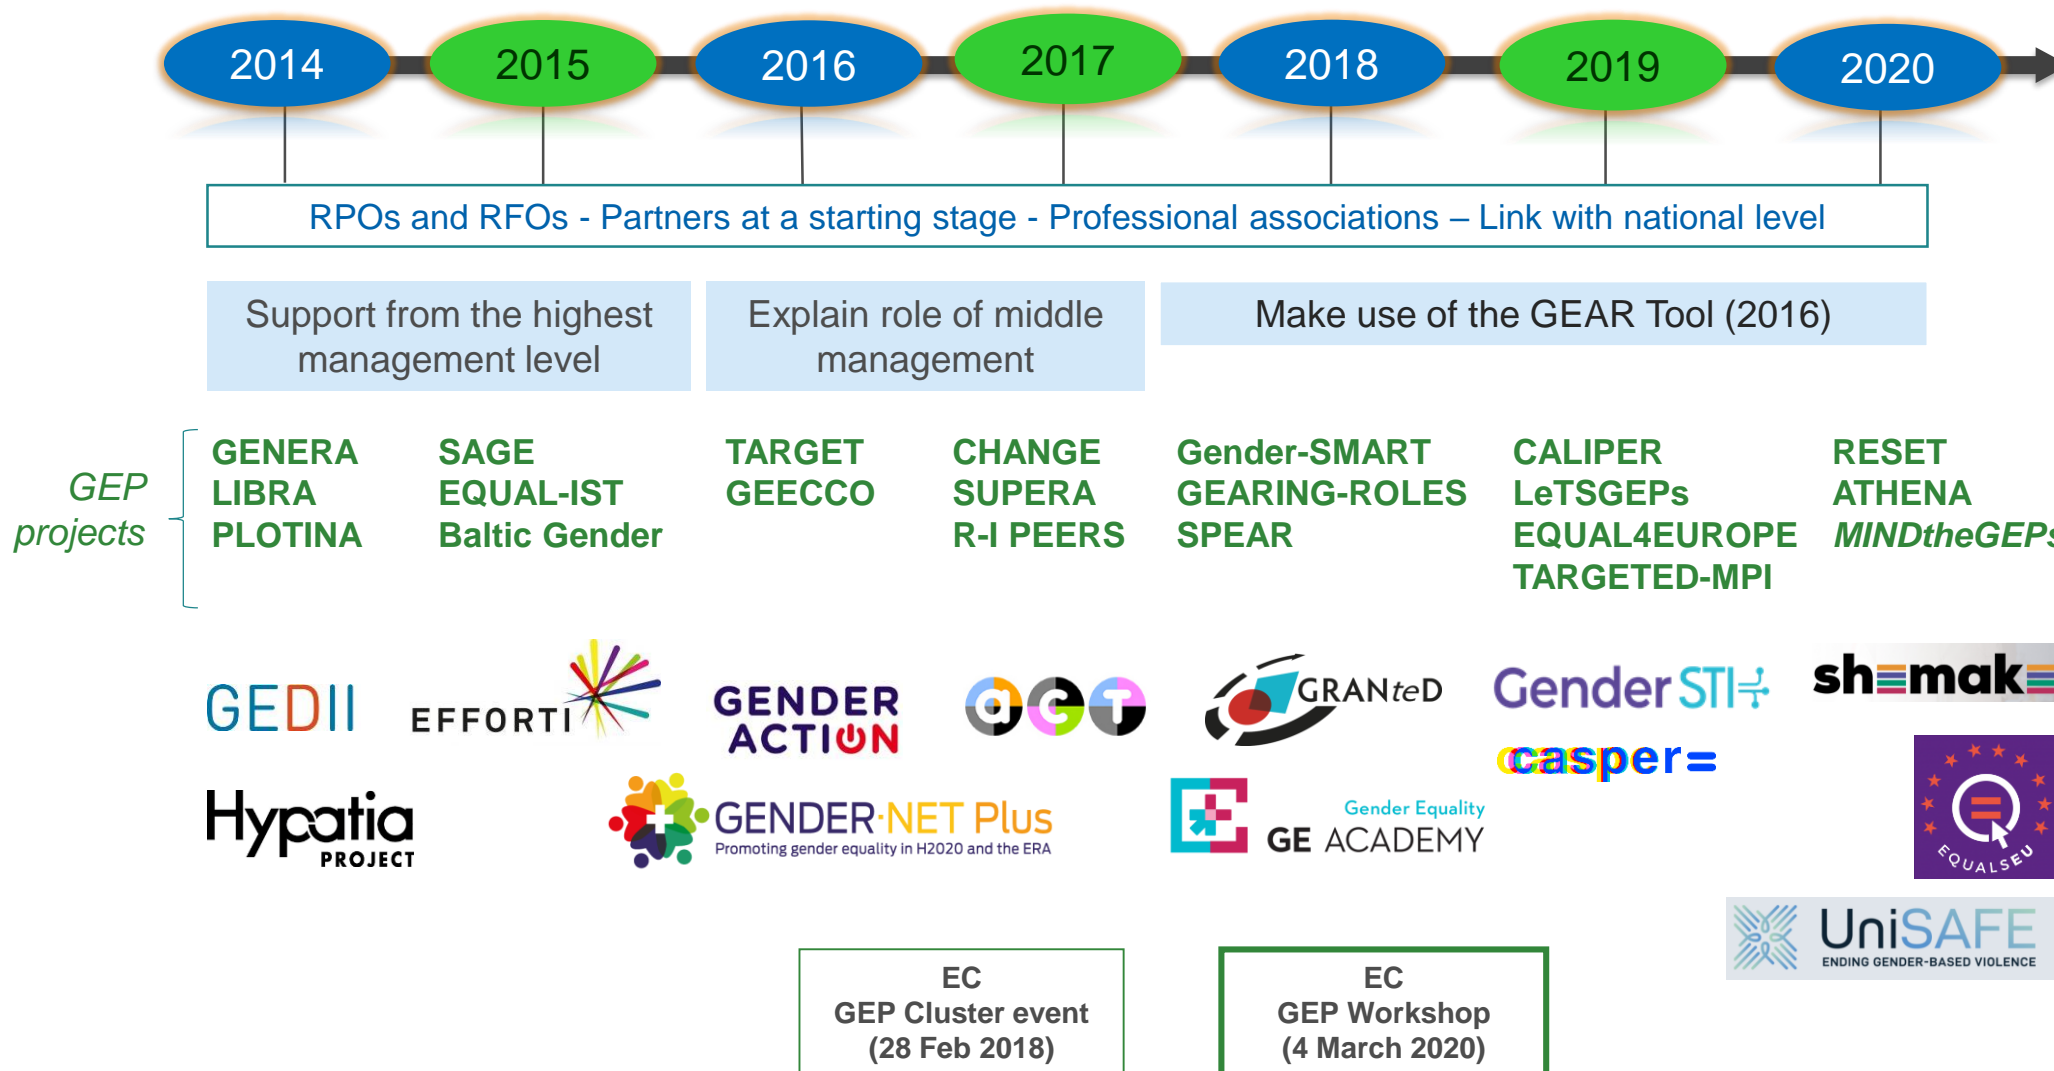 2014
2015
2016
2017
2018
2019
2020
RPOs and RFOs - Partners at a starting stage - Professional associations – Link with national level
Support from the highest
management level
Explain role of middle
management
Make use of the GEAR Tool (2016)
GEP
projects
GENERA
LIBRA
PLOTINA
SAGE
EQUAL-IST
Baltic Gender
TARGET
GEECCO
CHANGE
SUPERA
R-I PEERS
Gender-SMART
GEARING-ROLES
SPEAR
CALIPER
LeTSGEPs
EQUAL4EUROPE
TARGETED-MPI
RESET
ATHENA
MINDtheGEPs
GEDII
EFFORTI
GENDER
ACTION
act
GRANteD
Gender STI
shemake
Hypatia
PROJECT
GENDER·NET Plus
Promoting gender equality in H2020 and the ERA
Gender Equality
GE ACADEMY
casper=
EQUALSEU
UniSAFE
ENDING GENDER-BASED VIOLENCE
EC
GEP Cluster event
(28 Feb 2018)
EC
GEP Workshop
(4 March 2020)